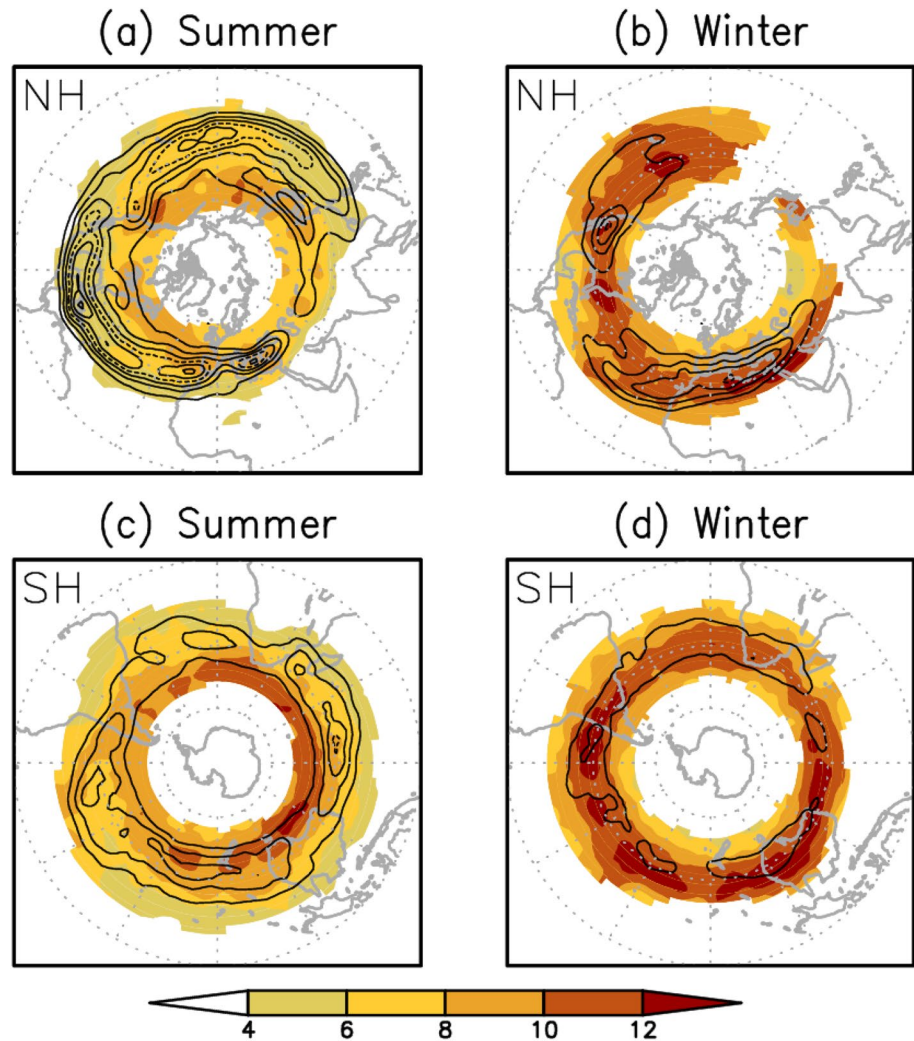 (a) Summer
(b) Winter
NH
NH
(c) Summer
(d) Winter
SH
SH
4 6 8 10 12